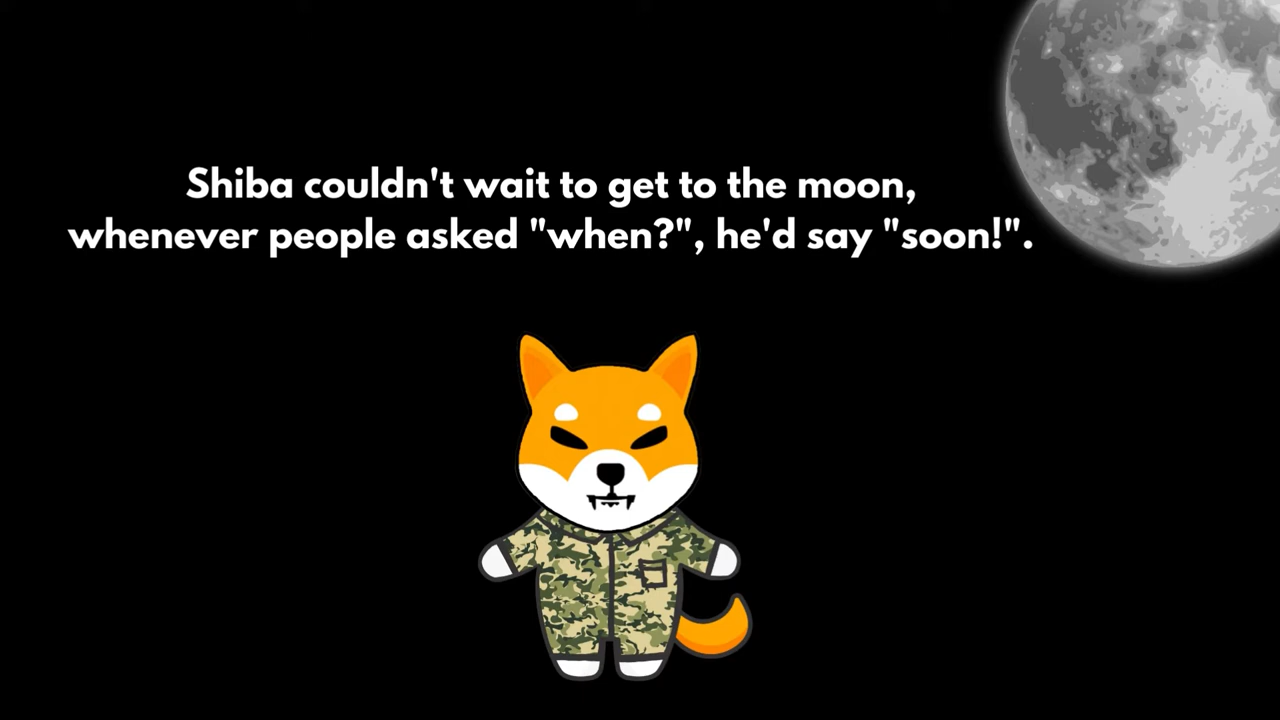 Shiba couldn't wait to get to the moon,
whenever people asked "when?", he'd say "soon!".